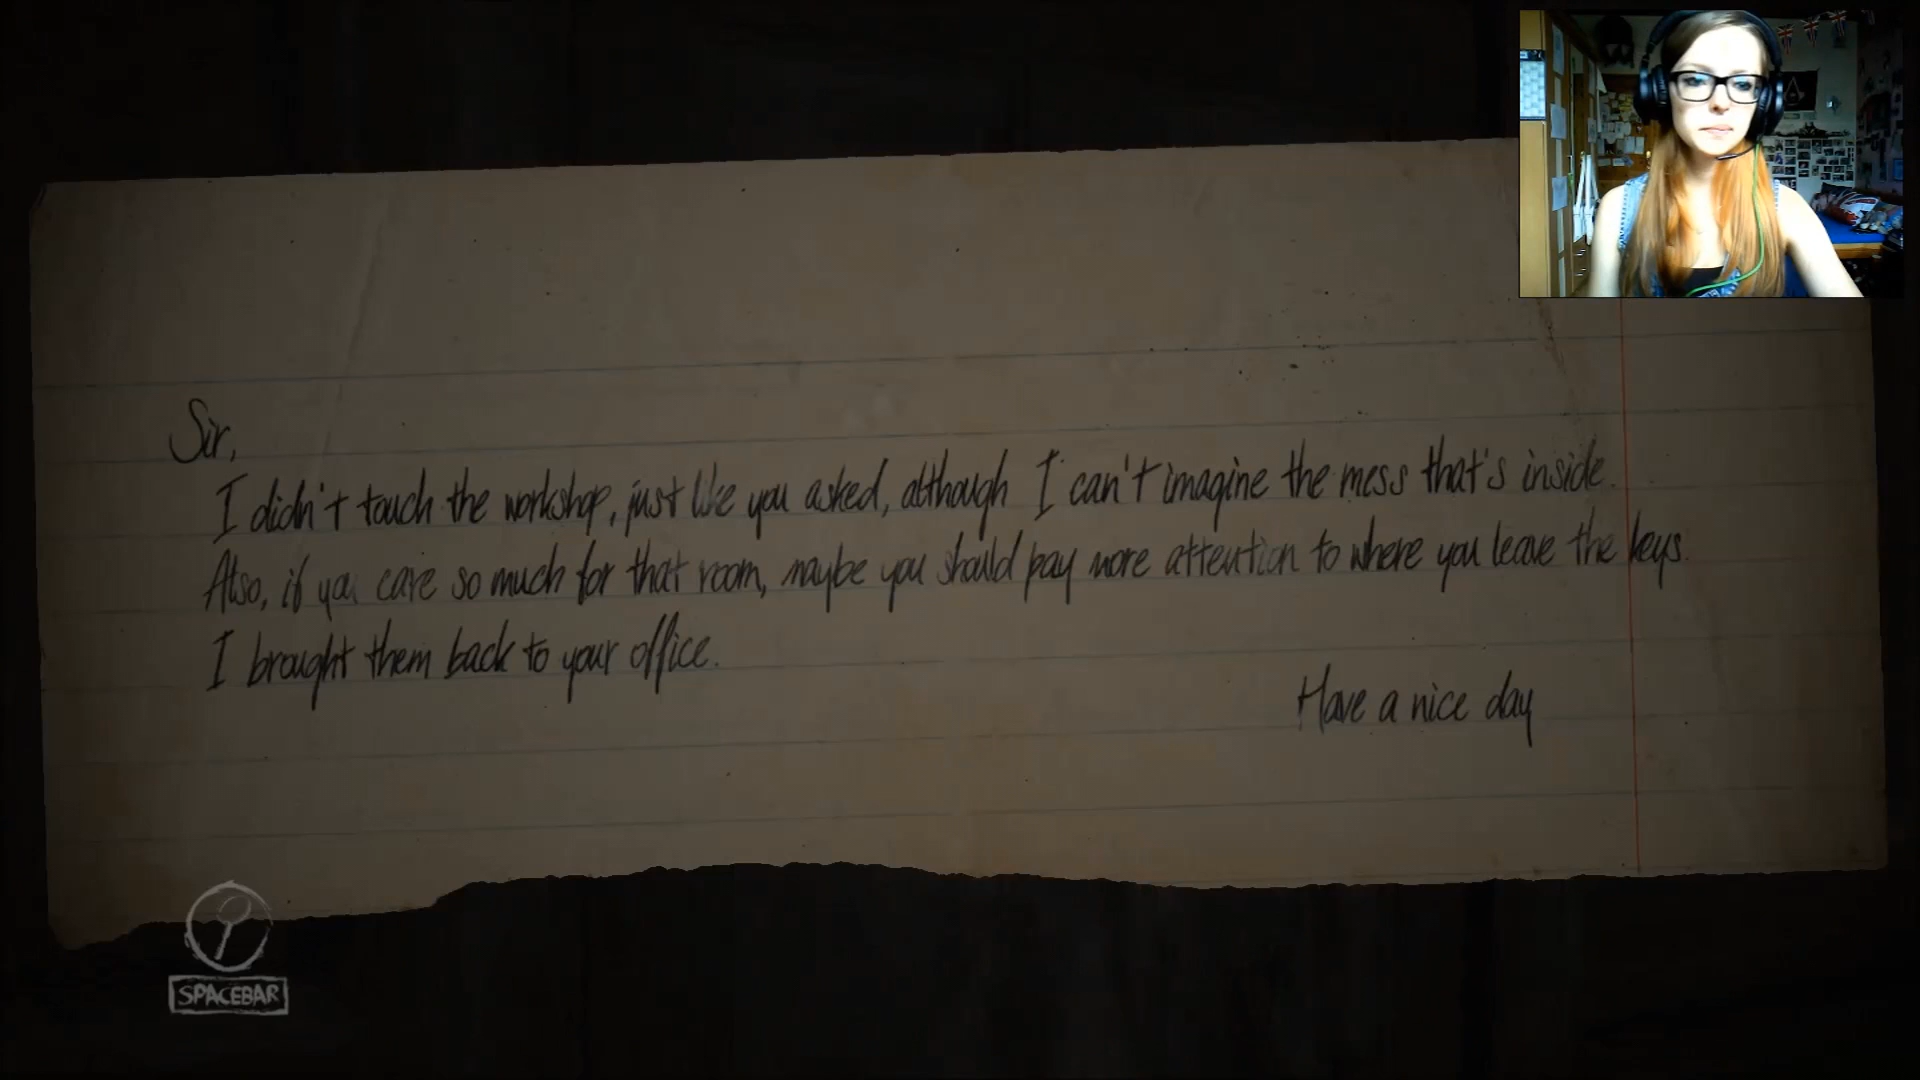 Sir,
I didn't touch the workshop, just like you asked, although I can't imagine the mess that's inside.
Also, if you care so much for that room, maybe you should pay more attention to where you leave the keys.
I brought them back to your office.
Have a nice day
SPACEBAR